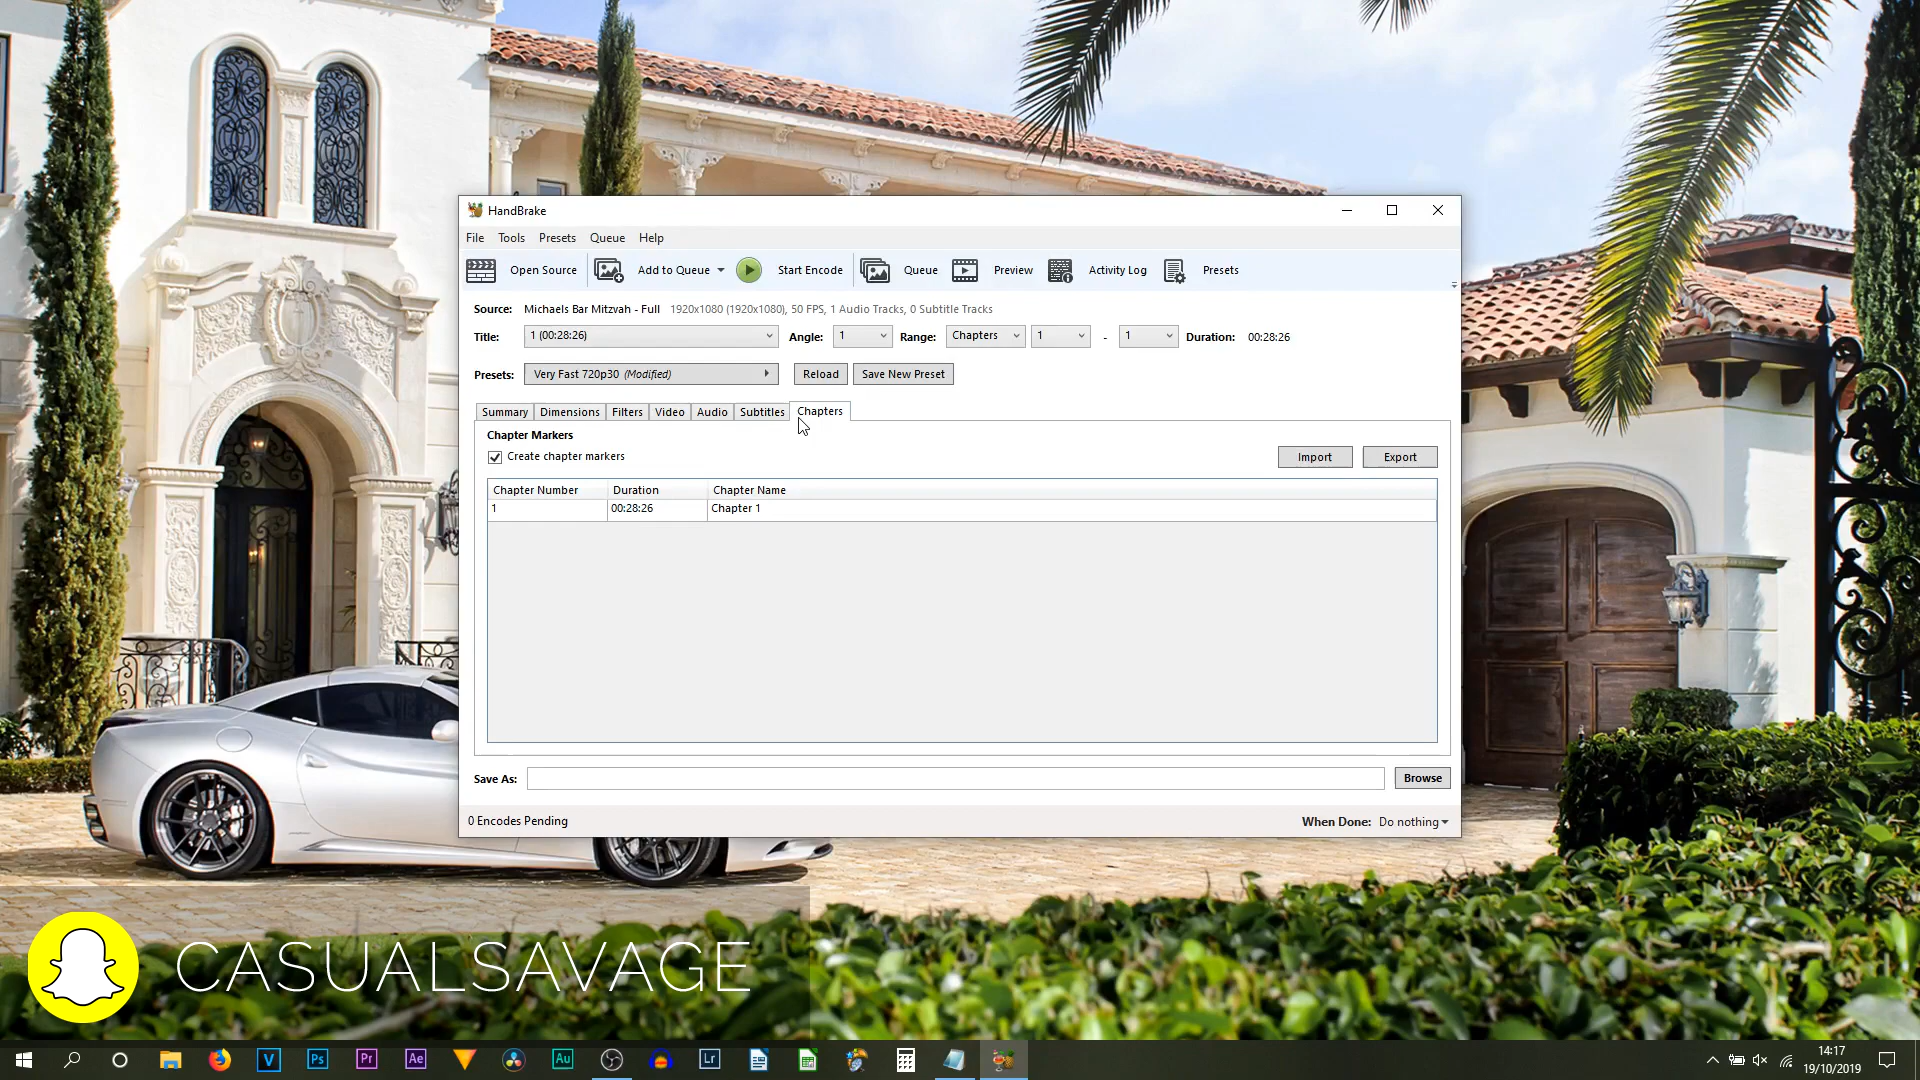 HandBrake
File Tools Presets Queue Help
Open Source Add to Queue Start Encode Queue Preview Activity Log Presets
Source: Michaels Bar Mitzvah - Full 1920x1080 (1920x1080), 50 FPS, 1 Audio Tracks, 0 Subtitle Tracks
Title: 1 (00:28:26) Angle: 1 Range: Chapters 1 - 1 Duration: 00:28:26
Presets: Very Fast 720p30 (Modified) Reload Save New Preset
Summary Dimensions Filters Video Audio Subtitles Chapters
Chapter Markers
Create chapter markers Import Export
Chapter Number Duration Chapter Name
1 00:28:26 Chapter 1
Save As: Browse
0 Encodes Pending When Done: Do nothing
CASUALSAVAGE
V Ps Pr Ae Au Lr
14:17
19/10/2019